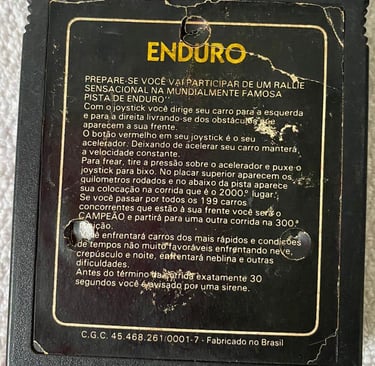 ENDURO
PREPARE-SE VOCÊ VAI PARTICIPAR DE UM RALLIE
SENSACIONAL NA MUNDIALMENTE FAMOSA
PISTA DE ENDURO'
Com o joystick você dirige seu carro para a esquerda
e para a direita livrando-se dos obstáculos que
aparecem a sua frente.
O botão vermelho em seu joystick é o seu
acelerador. Deixando de acelerar seu carro manterá
a velocidade constante.
Para frear, tire a pressão sobre o acelerador e puxe o
joystick para bixo. No placar superior aparecem os
quilometros rodados e no abaixo da pista aparece
sua colocação na corrida que é o 200.º lugar.
Se você passar por todos os 199 carros
concorrentes que estão à sua frente você será
CAMPEÃO e partirá para uma outra corrida na 300.ª
enfrentará carros dos mais rápidos e condições
de tempos não muito favoráveis enfrentando neve,
crepúsculo e noite, enfrentará neblina e outras
dificuldades.
Antes do término da corrida exatamente 30
segundos você é avisado por uma sirene.
C.G.C. 45.468.261/0001-7 - Fabricado no Brasil